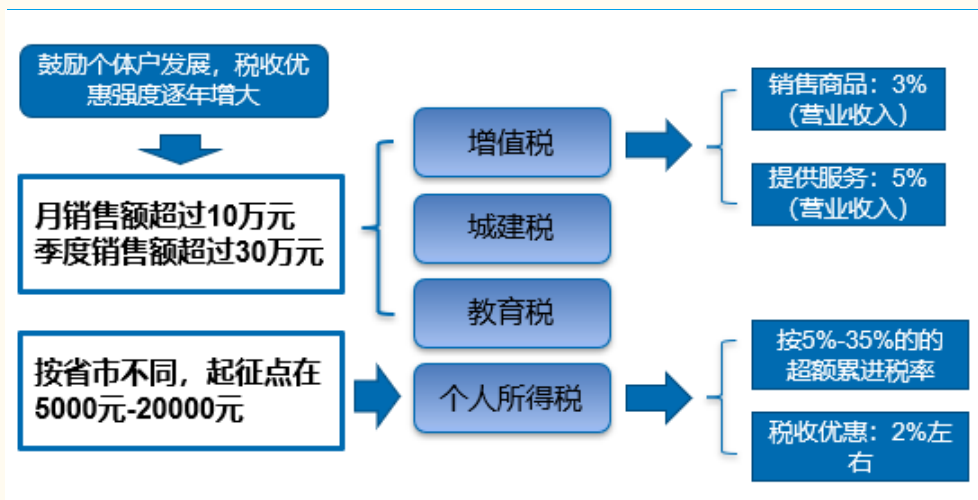 鼓励个体户发展，税收优
惠强度逐年增大
月销售额超过10万元
季度销售额超过30万元
增值税
城建税
教育税
销售商品：3%
（营业收入）
提供服务：5%
（营业收入）
按省市不同，起征点在
5000元-20000元
个人所得税
按5%-35%的的
超额累进税率
税收优惠：2%左
右